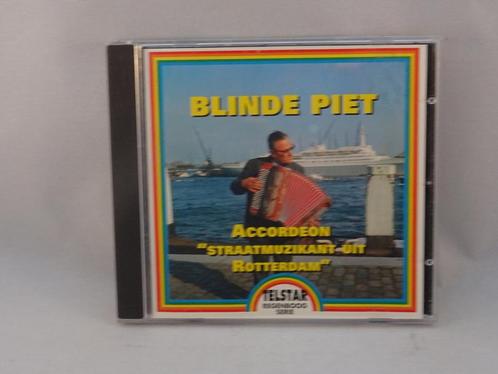 BLINDE PIET
ACCORDEON
"STRAATMUZIKANT UIT
ROTTERDAM"
TELSTAR
REGENBOOG
SERIE